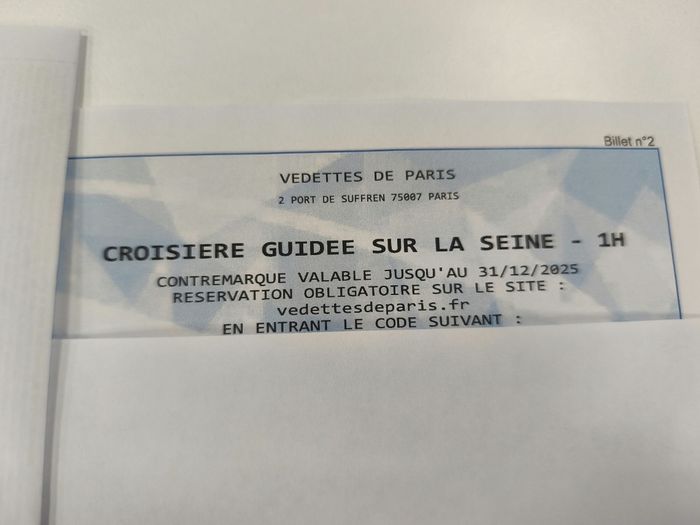 Billet n°2
VEDETTES DE PARIS
2 PORT DE SUFFREN 75007 PARIS
CROISIERE GUIDEE SUR LA SEINE - 1H
CONTREMARQUE VALABLE JUSQU'AU 31/12/2025
RESERVATION OBLIGATOIRE SUR LE SITE :
vedettesdeparis.fr
EN ENTRANT LE CODE SUIVANT :